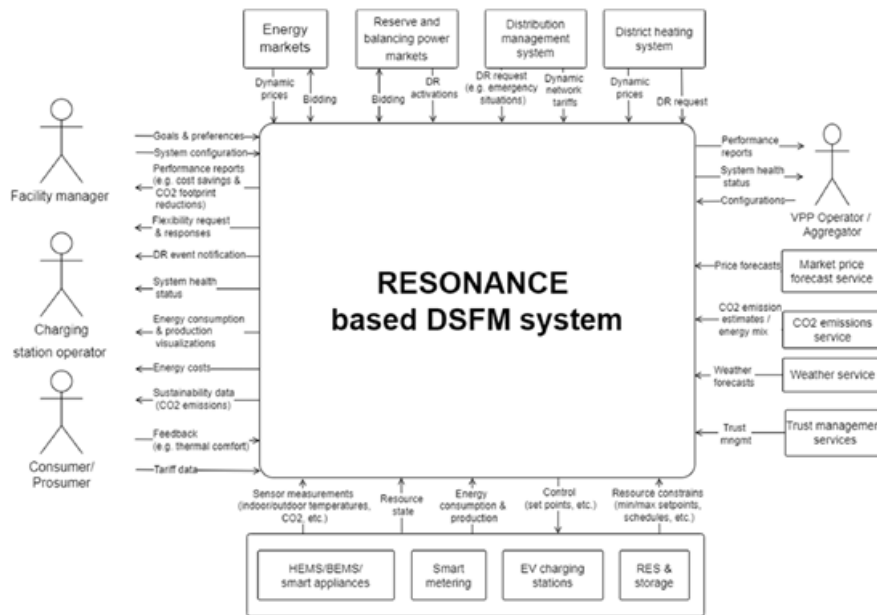 Energy
markets
Reserve and
balancing power
markets
Distribution
management
system
District heating
system
Dynamic
prices
Bidding
Bidding
DR
activations
DR request
(e.g. emergency
situations)
Dynamic
network
tariffs
Dynamic
prices
DR request
Facility manager
Charging
station operator
Consumer/
Prosumer
Goals & preferences
System configuration
Performance reports
(e.g. cost savings &
CO2 footprint
reductions)
Flexibility request
& responses
DR event notification
System health
status
Energy consumption
& production
visualizations
Energy costs
Sustainability data
(CO2 emissions)
Feedback
(e.g. thermal comfort)
Tariff data
RESONANCE
based DSFM system
Performance
reports
System health
status
Configurations
VPP Operator /
Aggregator
Price forecasts
Market price
forecast service
CO2 emission
estimates /
energy mix
CO2 emissions
service
Weather
forecasts
Weather service
Trust
mngmt
Trust management
services
Sensor measurements
(indoor/outdoor temperatures,
CO2, etc.)
Resource
state
Energy
consumption &
production
Control
(set points, etc.)
Resource constrains
(min/max setpoints,
schedules, etc.)
HEMS/BEMS/
smart appliances
Smart
metering
EV charging
stations
RES &
storage